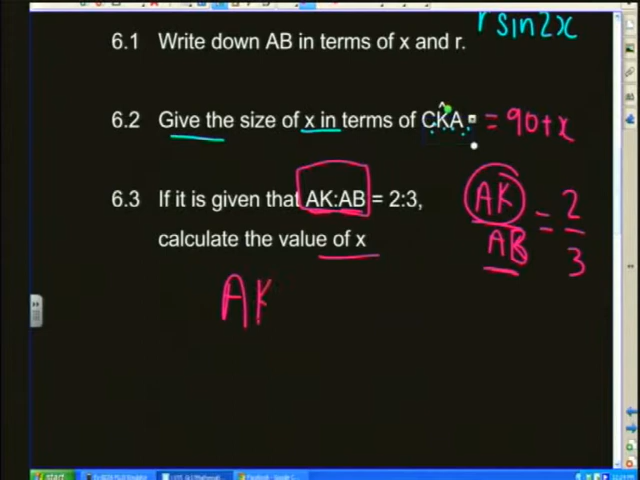 r sin2x
6.1 Write down AB in terms of x and r.
6.2 Give the size of x in terms of CK̂A = 90+x
6.3 If it is given that AK:AB = 2:3,
calculate the value of x
AK/AB = 2/3
AK
start